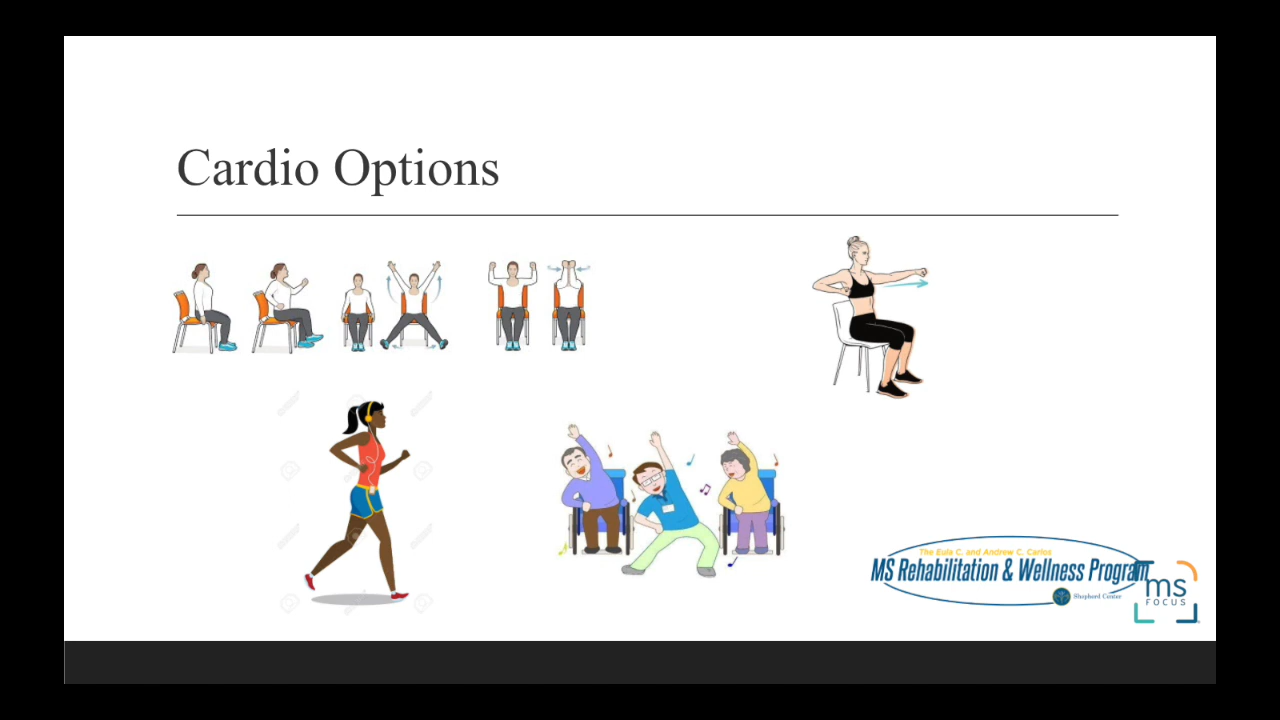 Cardio Options
The Eula C. and Andrew C. Carlos
MS Rehabilitation & Wellness Program
Shepherd Center
ms
FOCUS